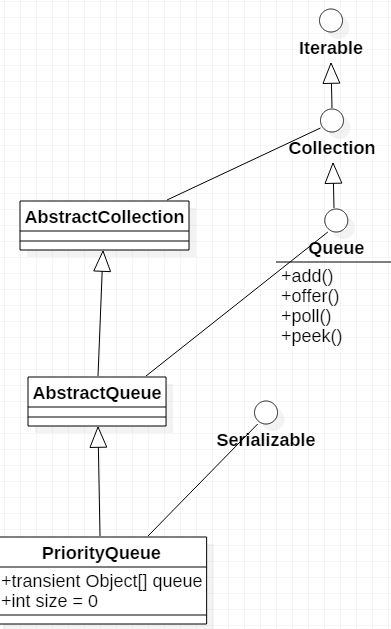 Iterable
Collection
AbstractCollection
Queue
+add()
+offer()
+poll()
+peek()
AbstractQueue
Serializable
PriorityQueue
+transient Object[] queue
+int size = 0